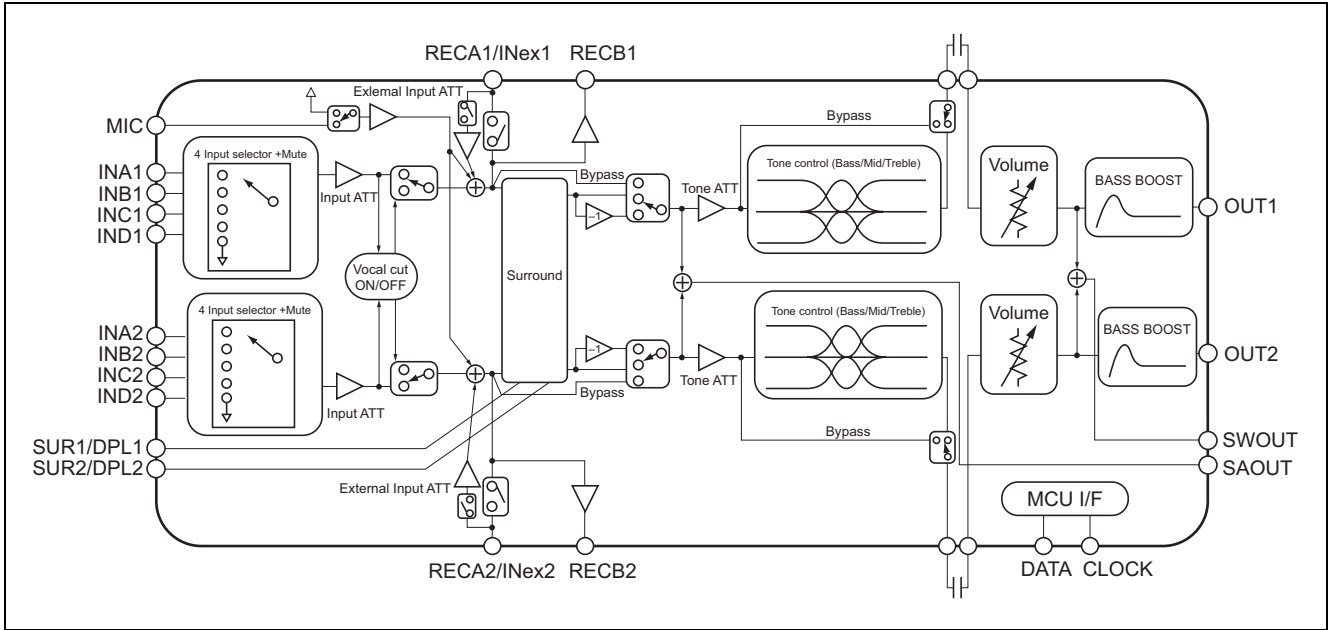 RECA1/INex1 RECB1
Exlemal Input ATT
MIC
Bypass
4 Input selector +Mute
INA1
INB1
INC1
IND1
Input ATT
Bypass
Tone ATT
Tone control (Bass/Mid/Treble)
Volume
BASS BOOST
OUT1
−1
Vocal cut
ON/OFF
Surround
4 Input selector +Mute
INA2
INB2
INC2
IND2
Input ATT
−1
Bypass
Tone ATT
Tone control (Bass/Mid/Treble)
Volume
BASS BOOST
OUT2
Bypass
SUR1/DPL1
SUR2/DPL2
SWOUT
SAOUT
External Input ATT
MCU I/F
RECA2/INex2 RECB2
DATA CLOCK